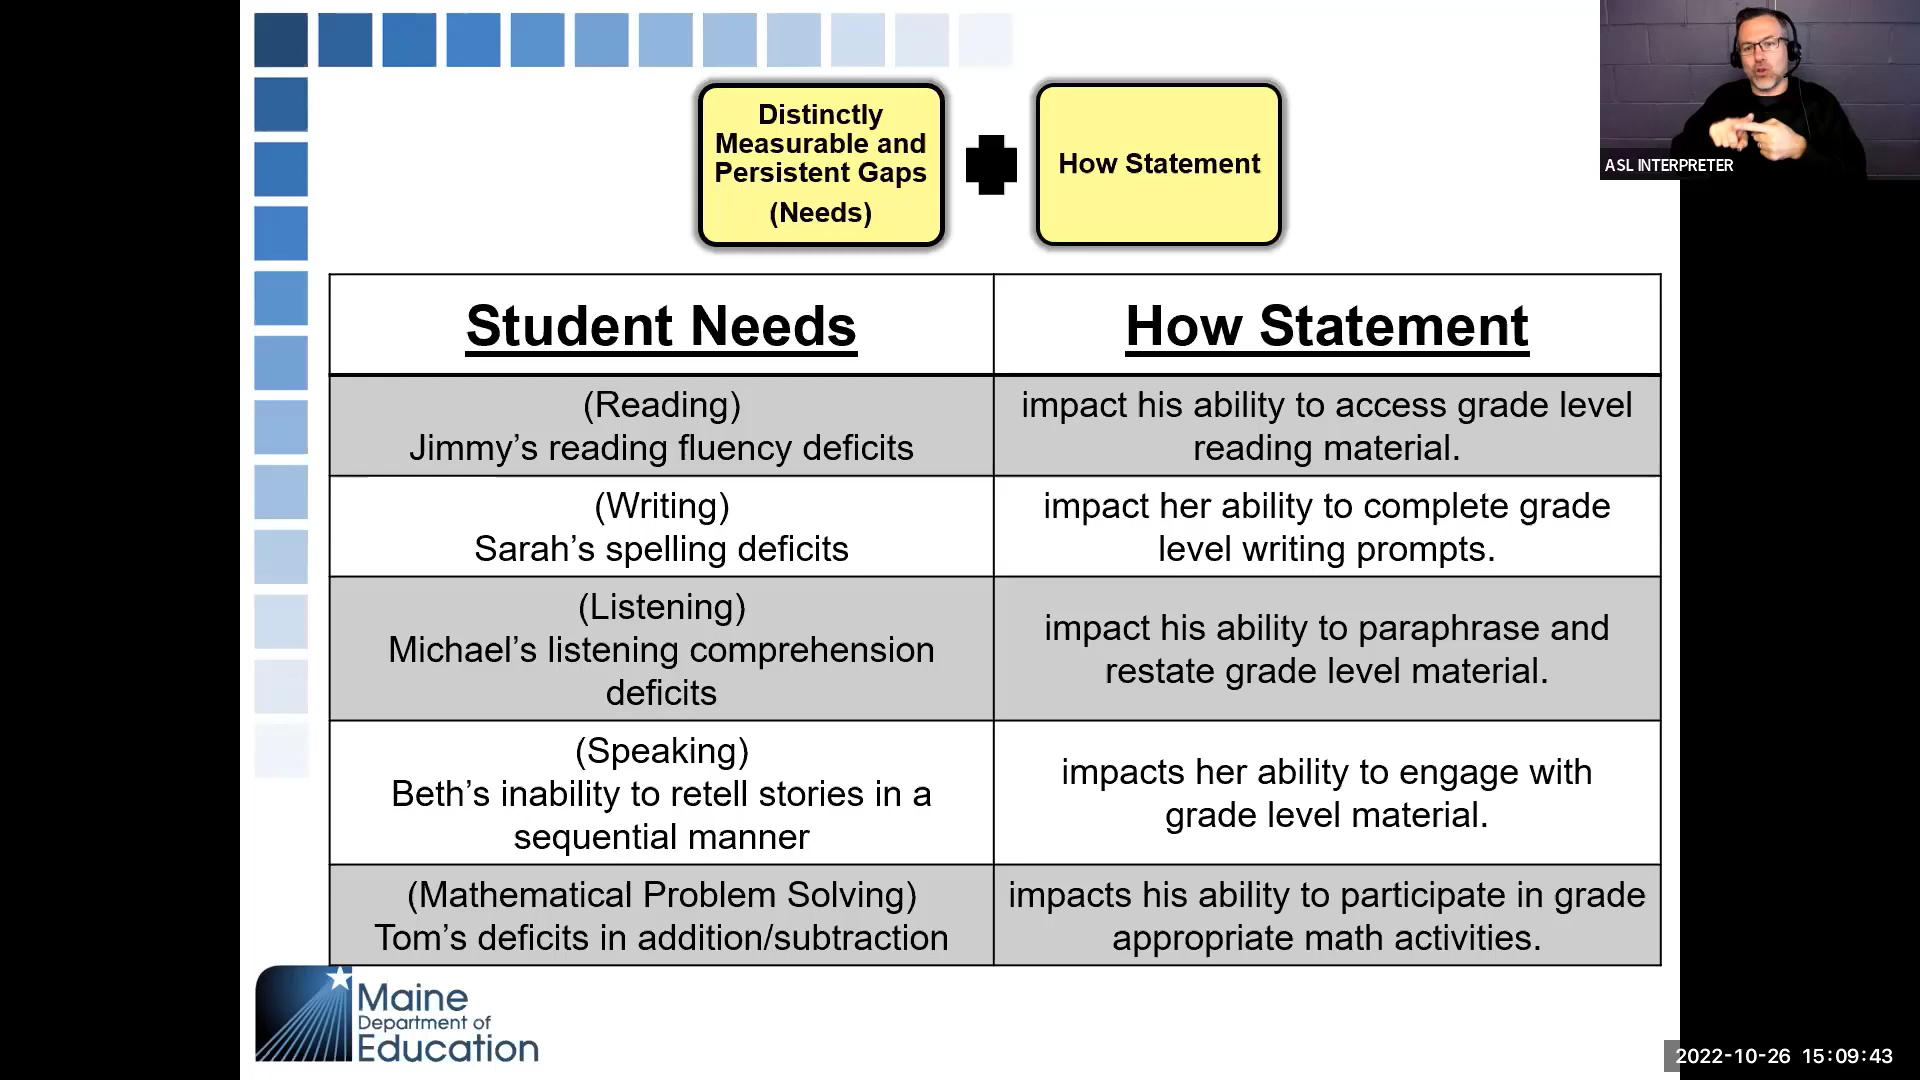 Distinctly
Measurable and
Persistent Gaps
(Needs)
How Statement
ASL INTERPRETER
Student Needs
How Statement
(Reading)
Jimmy’s reading fluency deficits
impact his ability to access grade level
reading material.
(Writing)
Sarah’s spelling deficits
impact her ability to complete grade
level writing prompts.
(Listening)
Michael’s listening comprehension
deficits
impact his ability to paraphrase and
restate grade level material.
(Speaking)
Beth’s inability to retell stories in a
sequential manner
impacts her ability to engage with
grade level material.
(Mathematical Problem Solving)
Tom’s deficits in addition/subtraction
impacts his ability to participate in grade
appropriate math activities.
Maine
Department of
Education
2022-10-26 15:09:43